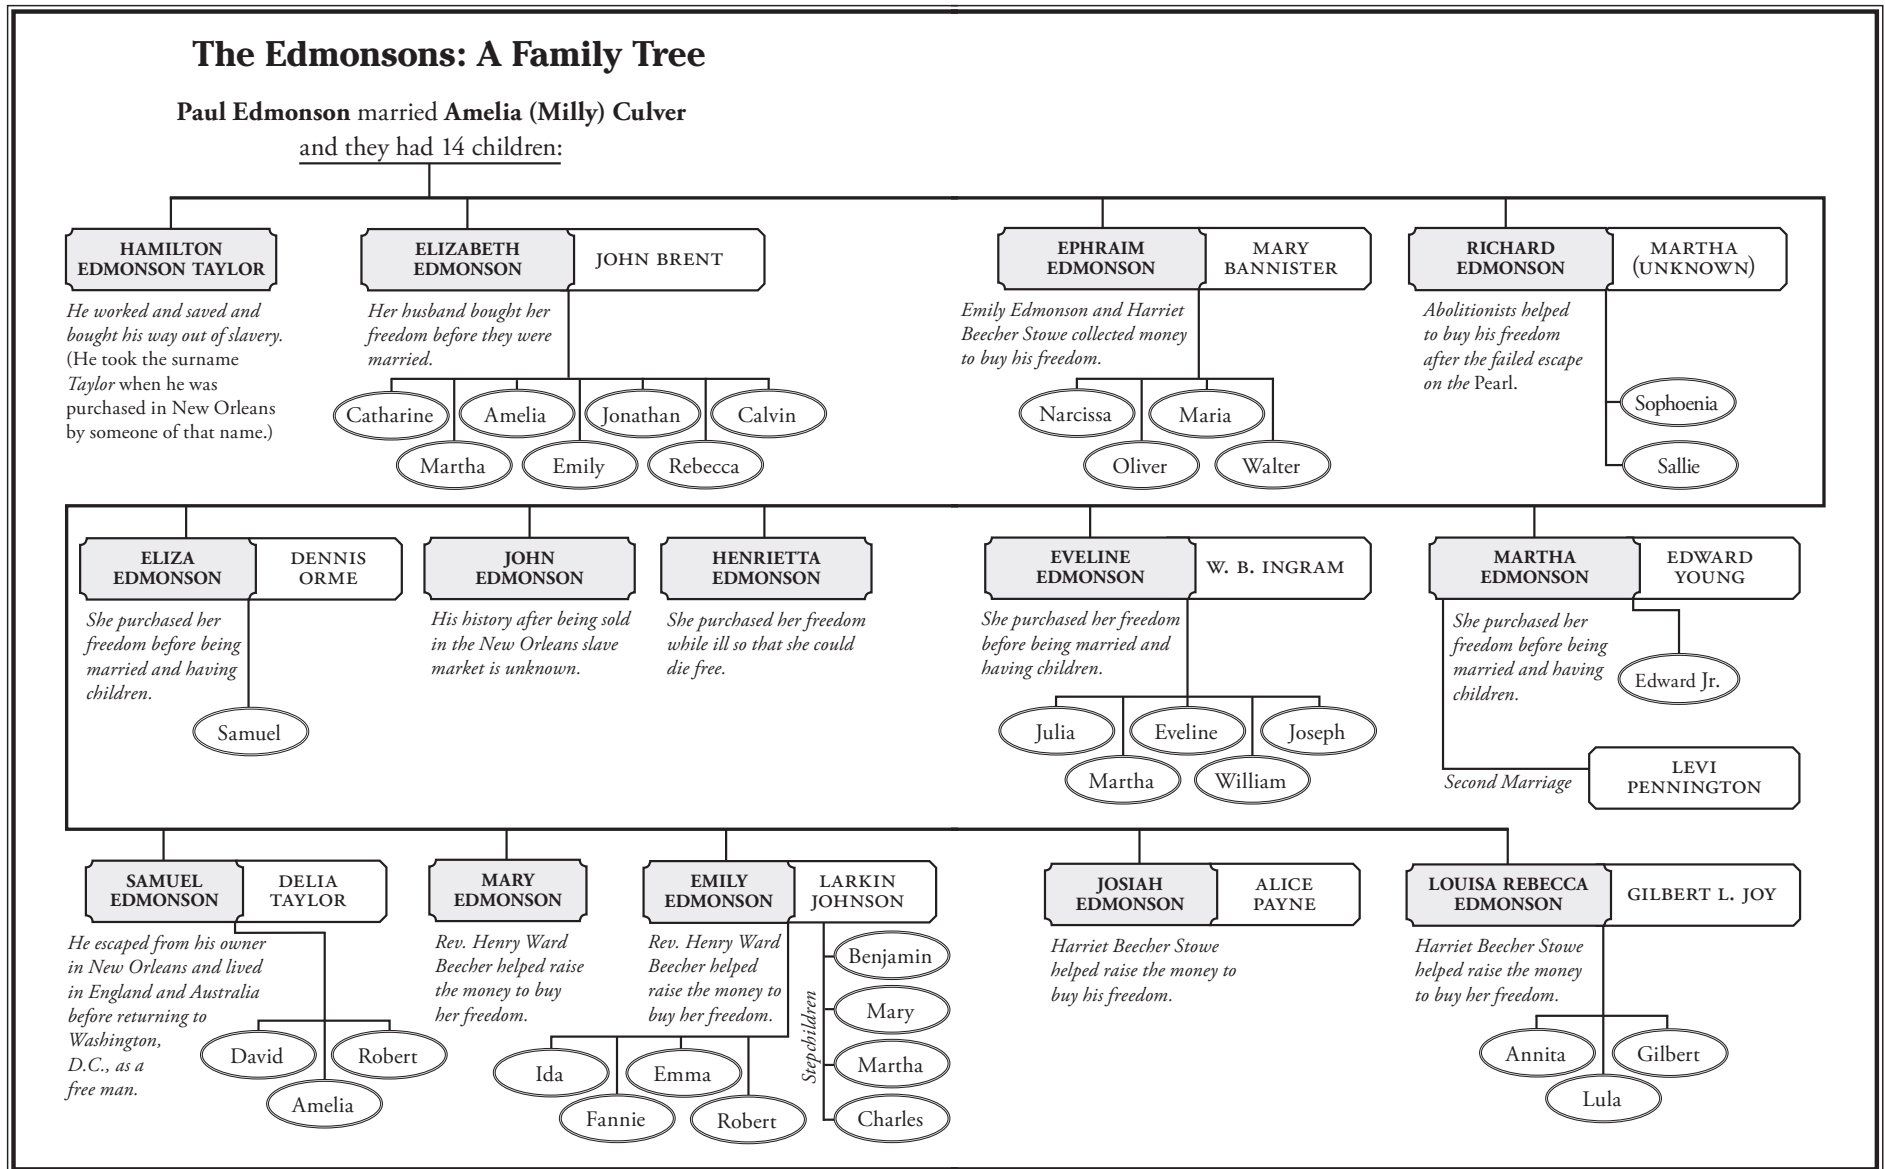 The Edmonsons: A Family Tree
Paul Edmonson married Amelia (Milly) Culver
and they had 14 children:
HAMILTON
EDMONSON TAYLOR
He worked and saved and
bought his way out of slavery.
(He took the surname
Taylor when he was
purchased in New Orleans
by someone of that name.)
ELIZABETH
EDMONSON
JOHN BRENT
Her husband bought her
freedom before they were
married.
Catharine
Amelia
Jonathan
Calvin
Martha
Emily
Rebecca
EPHRAIM
EDMONSON
MARY
BANNISTER
Emily Edmonson and Harriet
Beecher Stowe collected money
to buy his freedom.
Narcissa
Maria
Oliver
Walter
RICHARD
EDMONSON
MARTHA
(UNKNOWN)
Abolitionists helped
to buy his freedom
after the failed escape
on the Pearl.
Sophoenia
Sallie
ELIZA
EDMONSON
DENNIS
ORME
She purchased her
freedom before being
married and having
children.
Samuel
JOHN
EDMONSON
His history after being sold
in the New Orleans slave
market is unknown.
HENRIETTA
EDMONSON
She purchased her freedom
while ill so that she could
die free.
EVELINE
EDMONSON
W. B. INGRAM
She purchased her freedom
before being married and
having children.
Julia
Eveline
Joseph
Martha
William
MARTHA
EDMONSON
EDWARD
YOUNG
She purchased her
freedom before being
married and having
children.
Edward Jr.
Second Marriage
LEVI
PENNINGTON
SAMUEL
EDMONSON
DELIA
TAYLOR
He escaped from his owner
in New Orleans and lived
in England and Australia
before returning to
Washington,
D.C., as a
free man.
David
Robert
Amelia
MARY
EDMONSON
Rev. Henry Ward
Beecher helped raise
the money to buy
her freedom.
EMILY
EDMONSON
LARKIN
JOHNSON
Rev. Henry Ward
Beecher helped
raise the money to
buy her freedom.
Ida
Emma
Fannie
Robert
Stepchildren
Benjamin
Mary
Martha
Charles
JOSIAH
EDMONSON
ALICE
PAYNE
Harriet Beecher Stowe
helped raise the money to
buy his freedom.
LOUISA REBECCA
EDMONSON
GILBERT L. JOY
Harriet Beecher Stowe
helped raise the money
to buy her freedom.
Annita
Gilbert
Lula